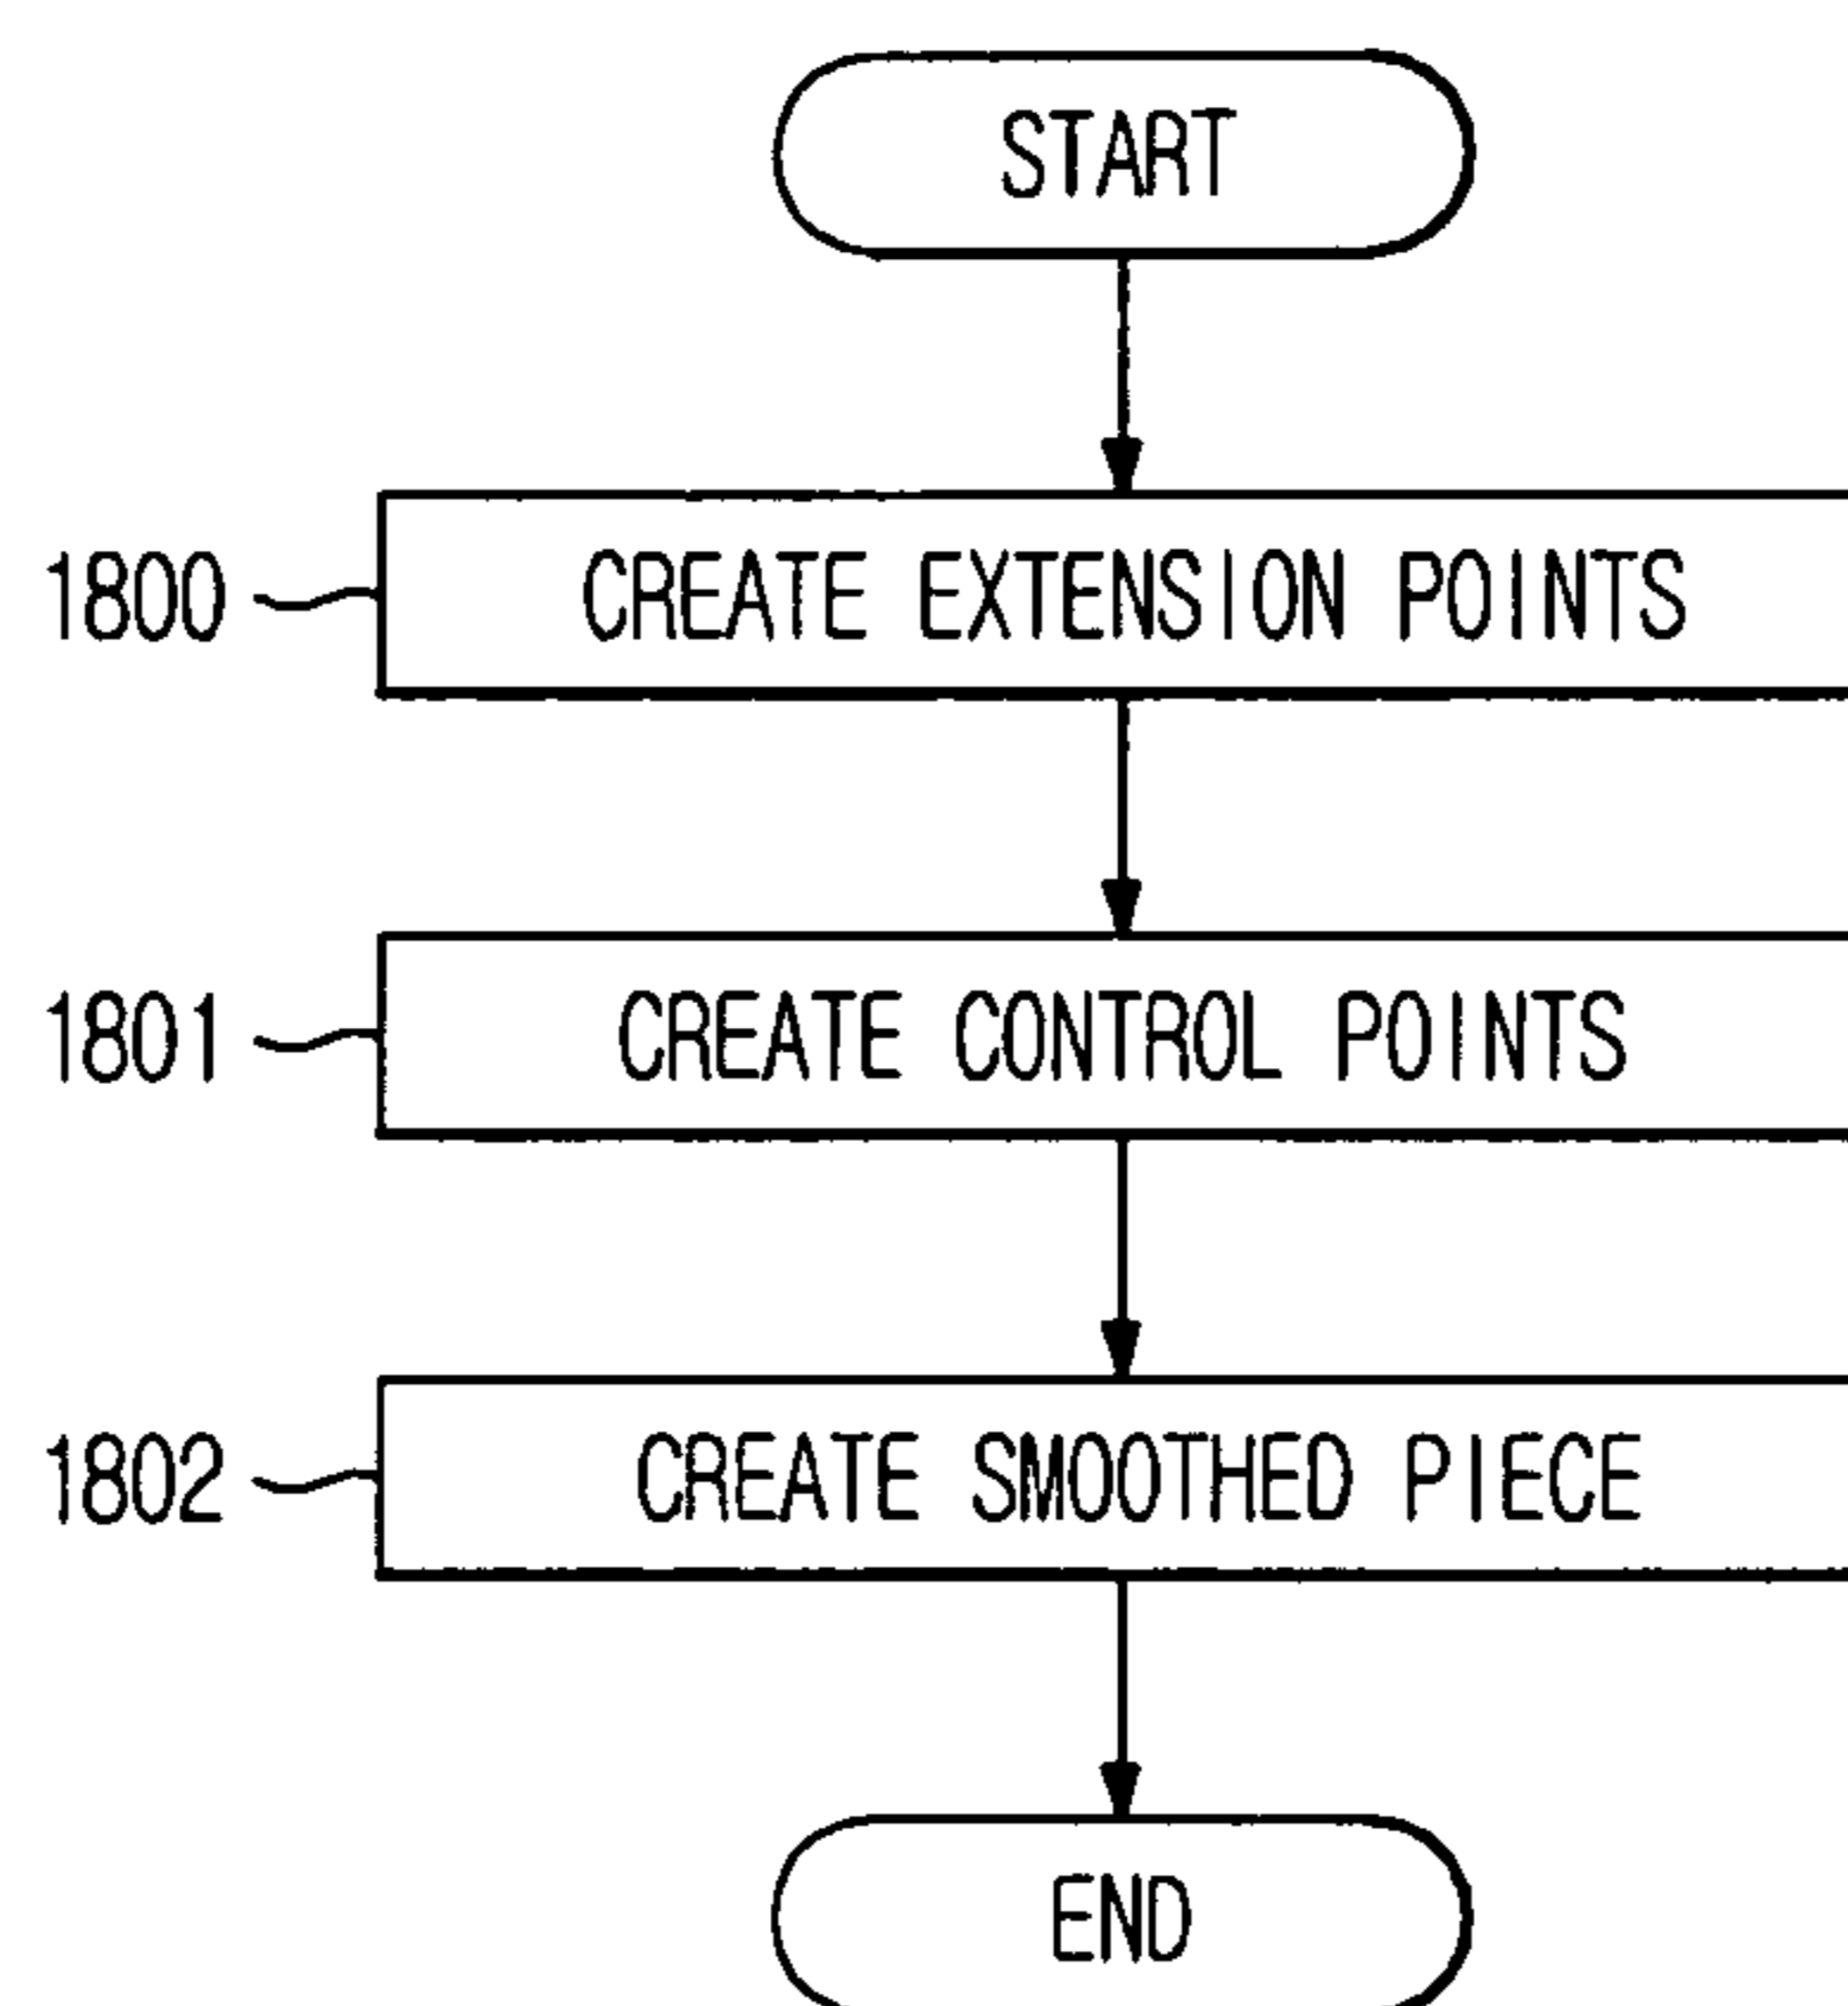 START
1800 CREATE EXTENSION POINTS
1801 CREATE CONTROL POINTS
1802 CREATE SMOOTHED PIECE
END